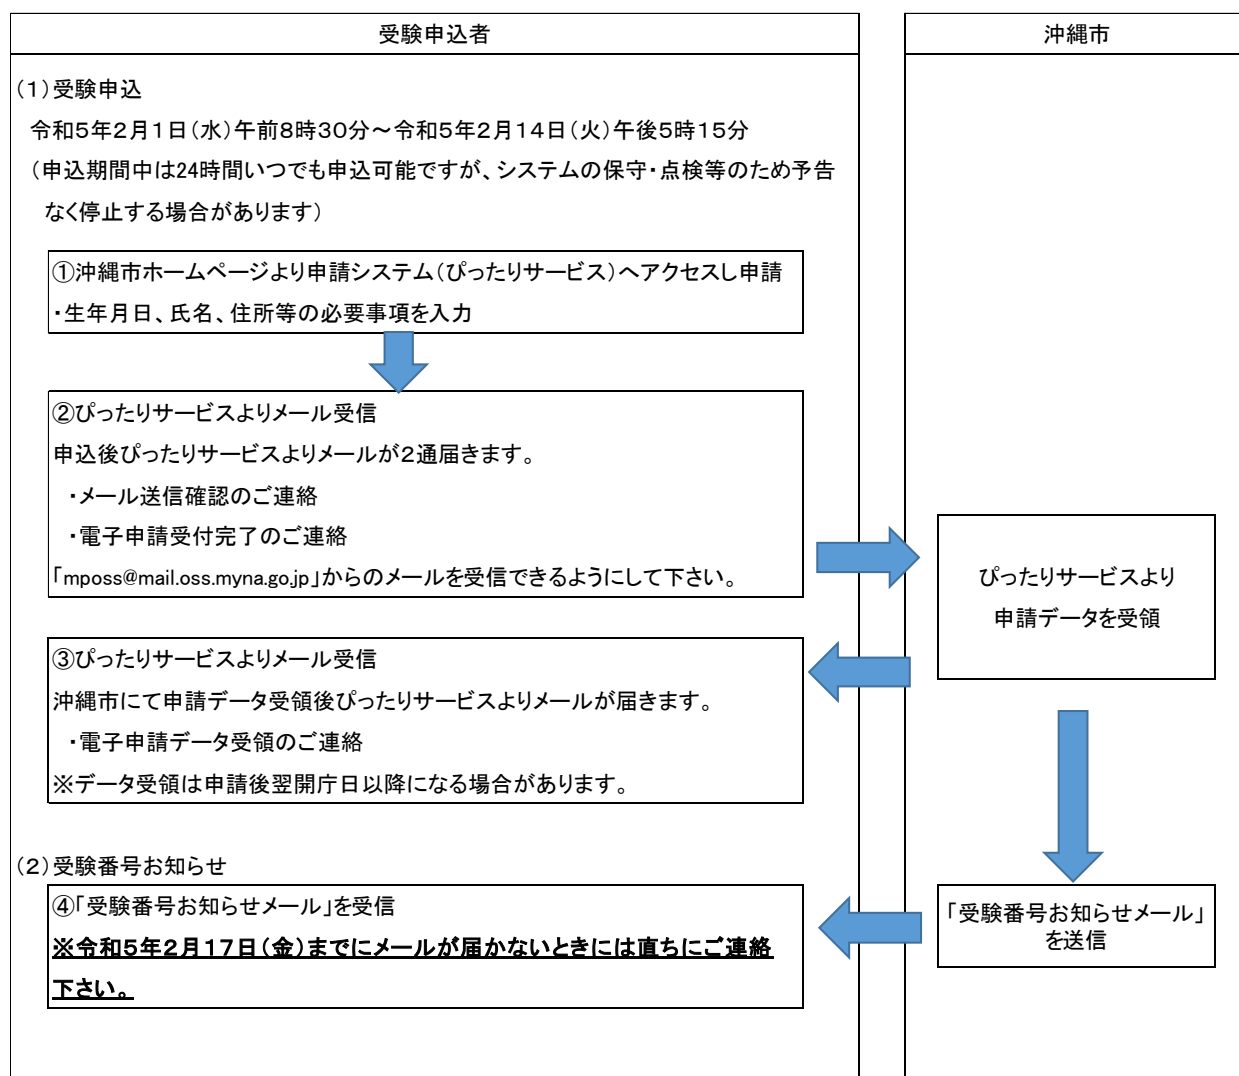 受験申込者
沖縄市
(１)受験申込
令和５年２月１日(水)午前８時３０分～令和５年２月１４日(火)午後５時１５分
(申込期間中は24時間いつでも申込可能ですが、システムの保守・点検等のため予告
なく停止する場合があります)
①沖縄市ホームページより申請システム(ぴったりサービス)へアクセスし申請
・生年月日、氏名、住所等の必要事項を入力
②ぴったりサービスよりメール受信
申込後ぴったりサービスよりメールが２通届きます。
・メール送信確認のご連絡
・電子申請受付完了のご連絡
「mposs@mail.oss.myna.go.jp」からのメールを受信できるようにして下さい。
ぴったりサービスより
申請データを受領
③ぴったりサービスよりメール受信
沖縄市にて申請データ受領後ぴったりサービスよりメールが届きます。
・電子申請データ受領のご連絡
※データ受領は申請後翌開庁日以降になる場合があります。
(２)受験番号お知らせ
④「受験番号お知らせメール」を受信
※令和５年２月１７日(金)までにメールが届かないときには直ちにご連絡
下さい。
「受験番号お知らせメール」
を送信